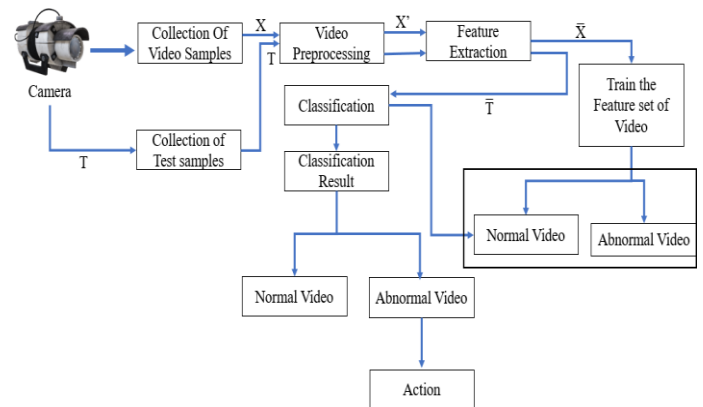 Collection Of
Video Samples
X
T
Video
Preprocessing
X'
Feature
Extraction
X̅
Camera
Classification
T̅
Train the
Feature set of
Video
T
Collection of
Test samples
Classification
Result
Normal Video
Abnormal Video
Normal Video
Abnormal Video
Action